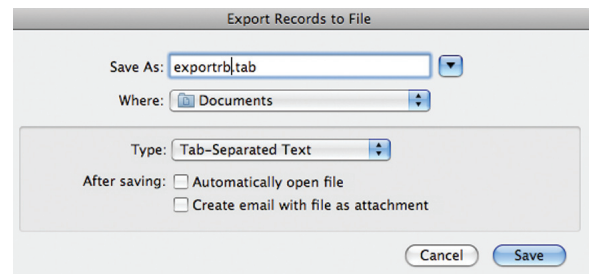 Export Records to File
Save As: exportrb.tab
Where: Documents
Type: Tab-Separated Text
After saving: Automatically open file
Create email with file as attachment
Cancel Save